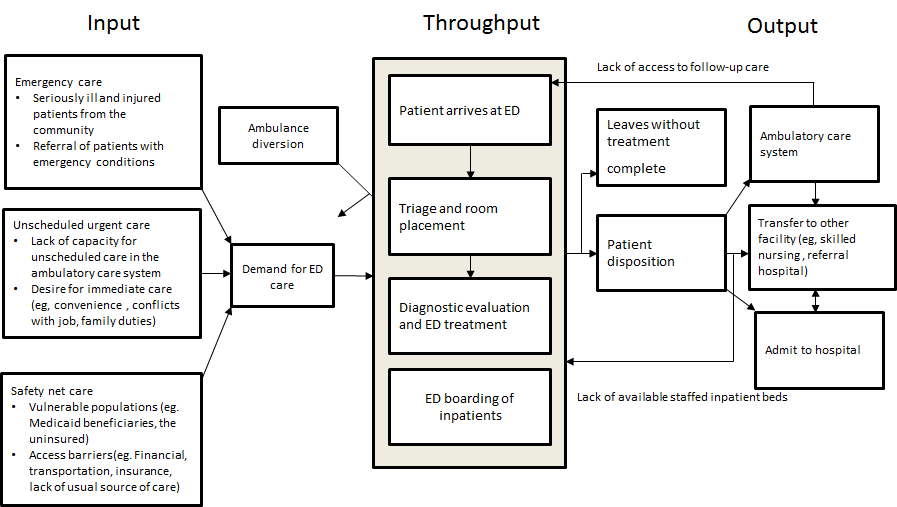 Input
Throughput
Output
Emergency care
• Seriously ill and injured
patients from the
community
• Referral of patients with
emergency conditions
Unscheduled urgent care
• Lack of capacity for
unscheduled care in the
ambulatory care system
• Desire for immediate care
(eg, convenience , conflicts
with job, family duties)
Safety net care
• Vulnerable populations (eg.
Medicaid beneficiaries, the
uninsured)
• Access barriers(eg. Financial,
transportation, insurance,
lack of usual source of care)
Ambulance
diversion
Demand for ED
care
Patient arrives at ED
Triage and room
placement
Diagnostic evaluation
and ED treatment
ED boarding of
inpatients
Lack of access to follow-up care
Leaves without
treatment
complete
Patient
disposition
Ambulatory care
system
Transfer to other
facility (eg, skilled
nursing , referral
hospital)
Admit to hospital
Lack of available staffed inpatient beds